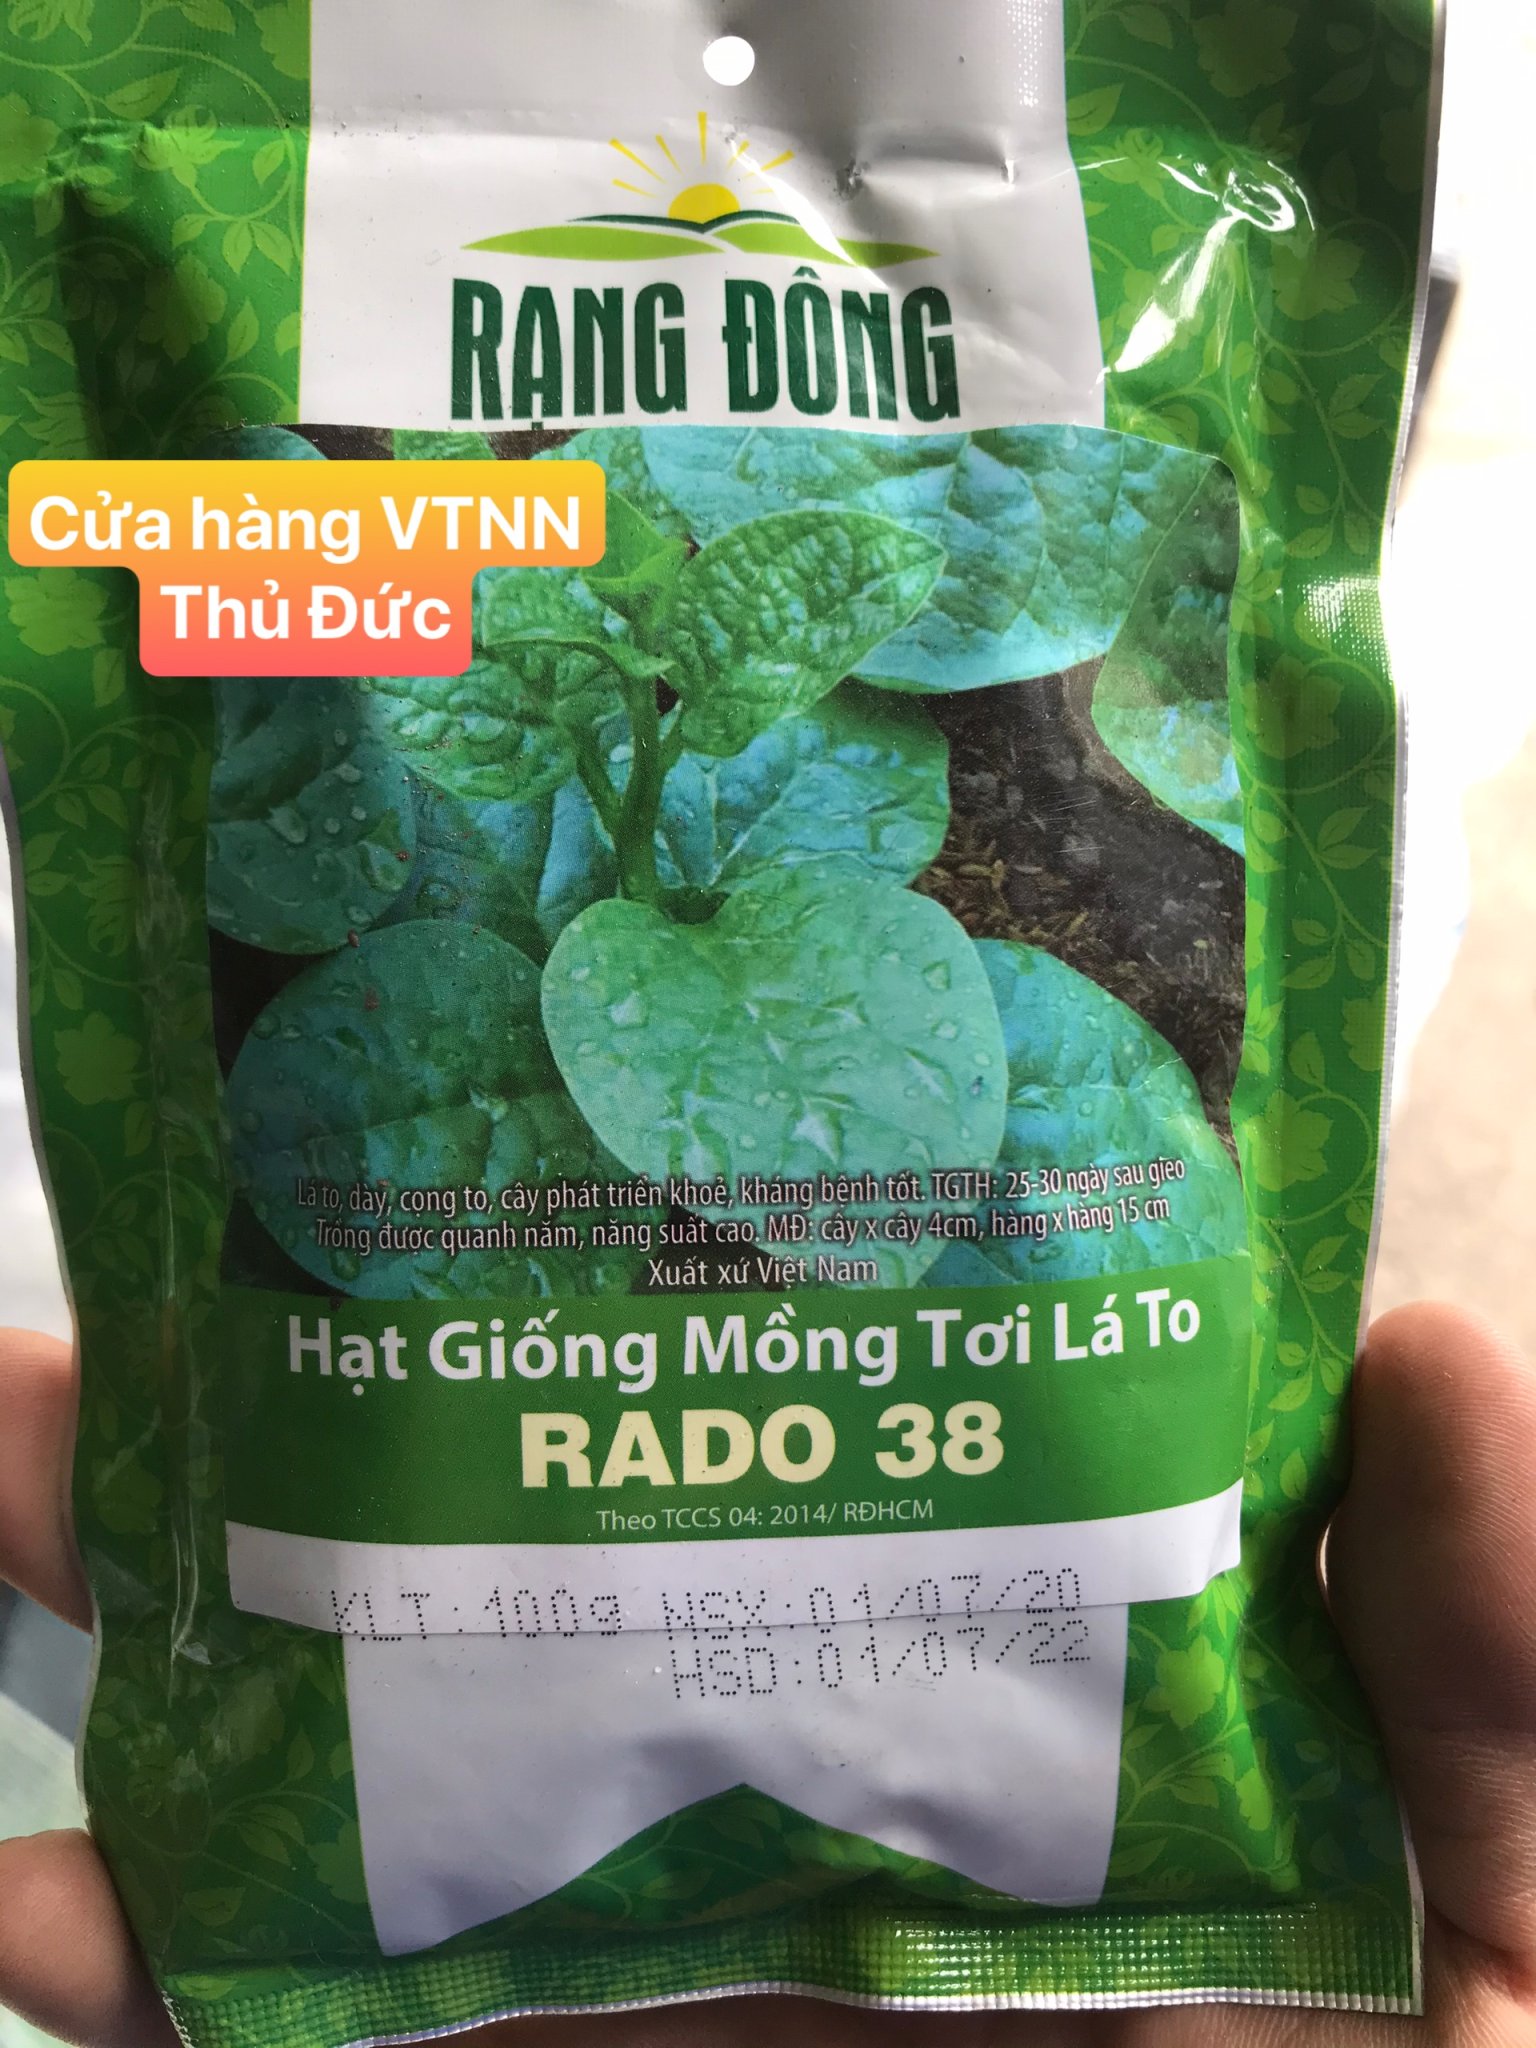 RẠNG ĐÔNG
Cửa hàng VTNN
Thủ Đức
Lá to, dày, cọng to, cây phát triển khoẻ, kháng bệnh tốt. TGTH: 25-30 ngày sau gieo
Trồng được quanh năm, năng suất cao. MĐ: cây x cây 4cm, hàng x hàng 15 cm
Xuất xứ Việt Nam
Hạt Giống Mồng Tơi Lá To
RADO 38
Theo TCCS 04: 2014/ RĐHCM
KLT: 100g NSX: 01/07/20
HSD: 01/07/22